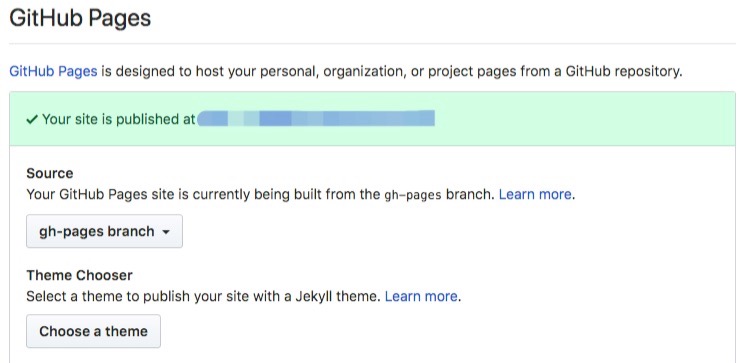 GitHub Pages
GitHub Pages is designed to host your personal, organization, or project pages from a GitHub repository.
✓ Your site is published at
Source
Your GitHub Pages site is currently being built from the gh-pages branch. Learn more.
gh-pages branch
Theme Chooser
Select a theme to publish your site with a Jekyll theme. Learn more.
Choose a theme